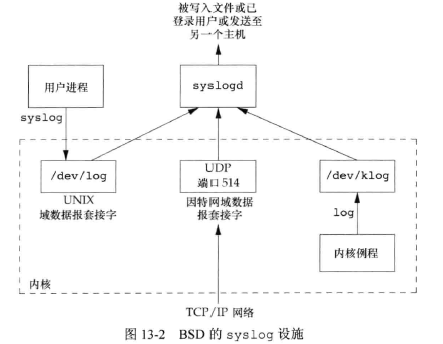 被写入文件或已
登录用户或发送至
另一个主机
用户进程
syslogd
syslog
/dev/log
UDP
端口 514
/dev/klog
UNIX
域数据报套接字
因特网域数据
报套接字
log
内核例程
内核
TCP/IP 网络
图 13-2 BSD 的 syslog 设施